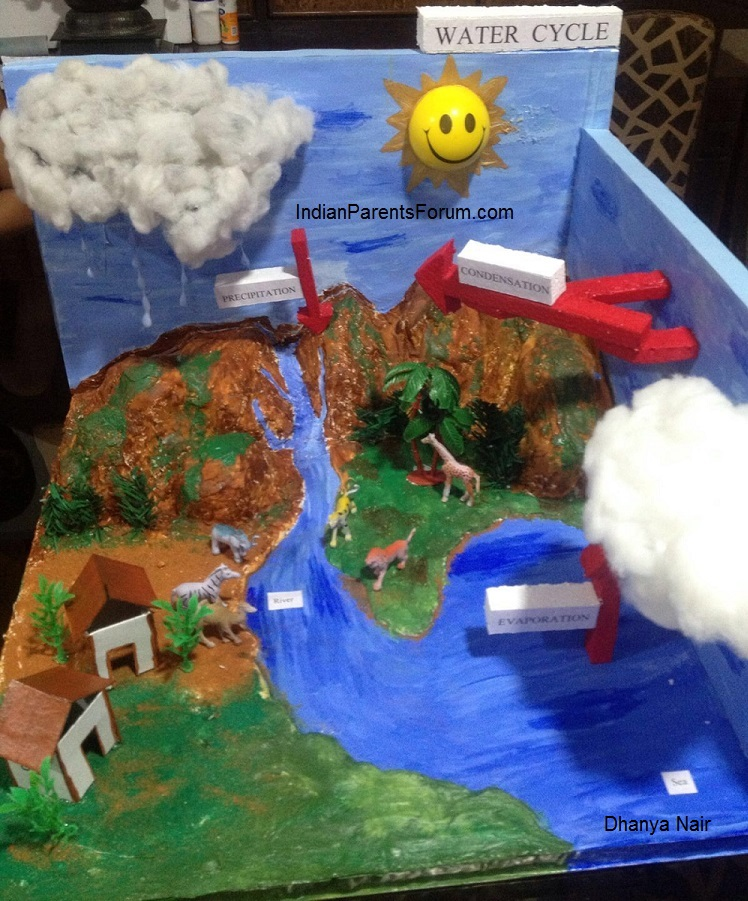 WATER CYCLE
IndianParentsForum.com
CONDENSATION
PRECIPITATION
River
EVAPORATION
Sea
Dhanya Nair